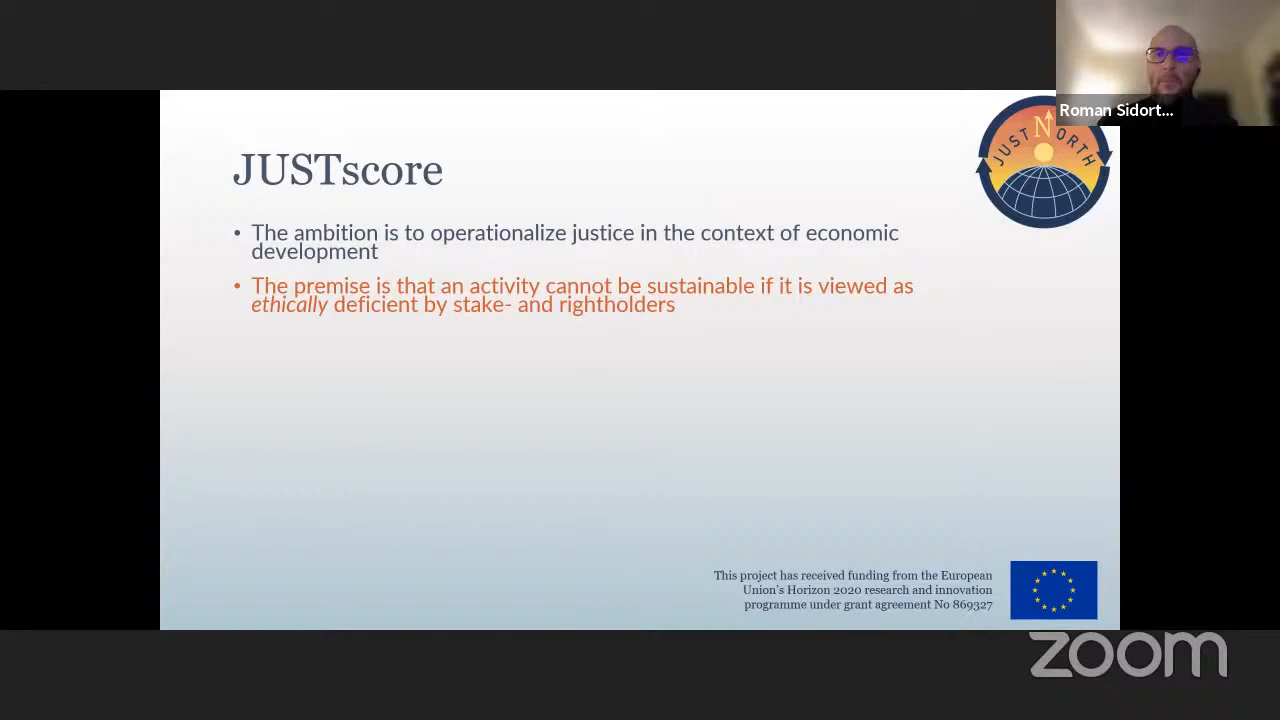 Roman Sidort...
JUST NORTH
JUSTscore
• The ambition is to operationalize justice in the context of economic
development
• The premise is that an activity cannot be sustainable if it is viewed as
ethically deficient by stake- and rightholders
This project has received funding from the European
Union's Horizon 2020 research and innovation
programme under grant agreement No 869327
zoom